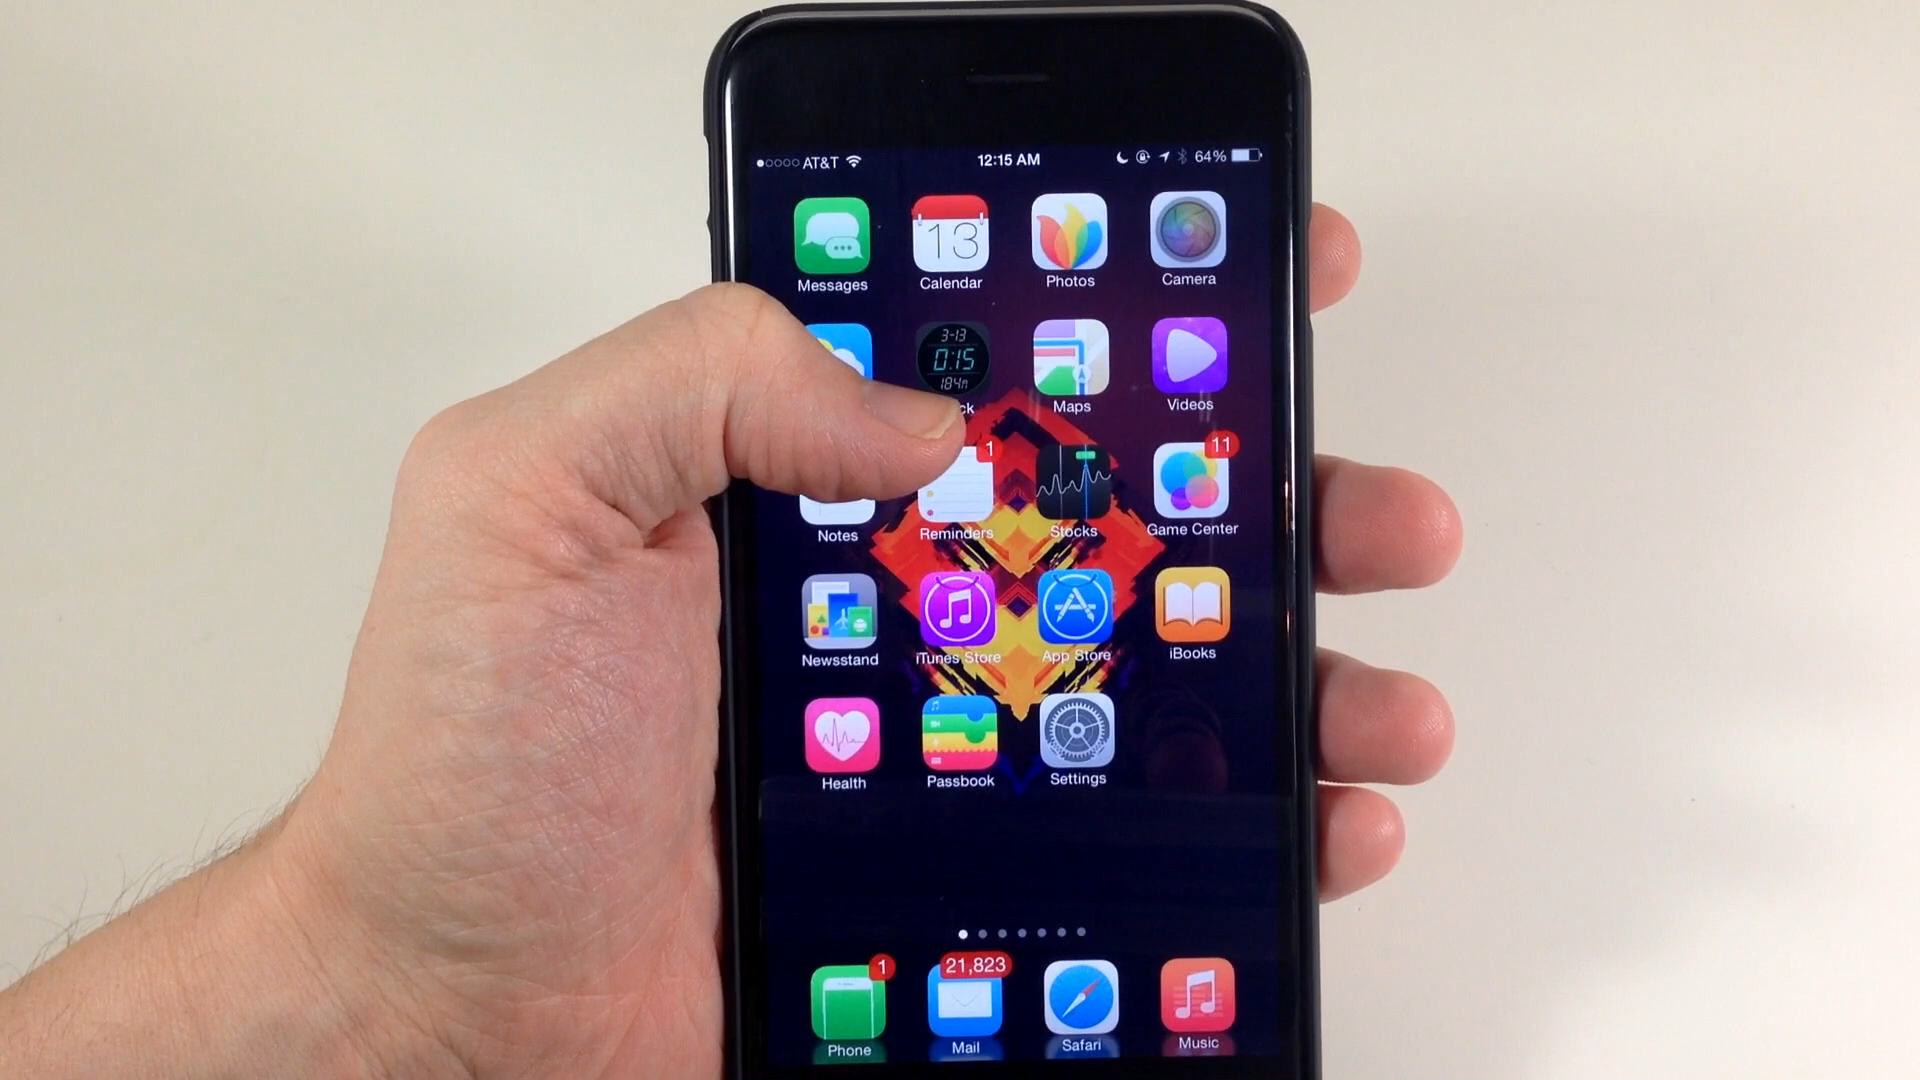 AT&T 12:15 AM 64%
13
Messages Calendar Photos Camera
3-13
0:15
184m
ck Maps Videos
1 11
Notes Reminders Stocks Game Center
Newsstand iTunes Store App Store iBooks
Health Passbook Settings
1 21,823
Phone Mail Safari Music